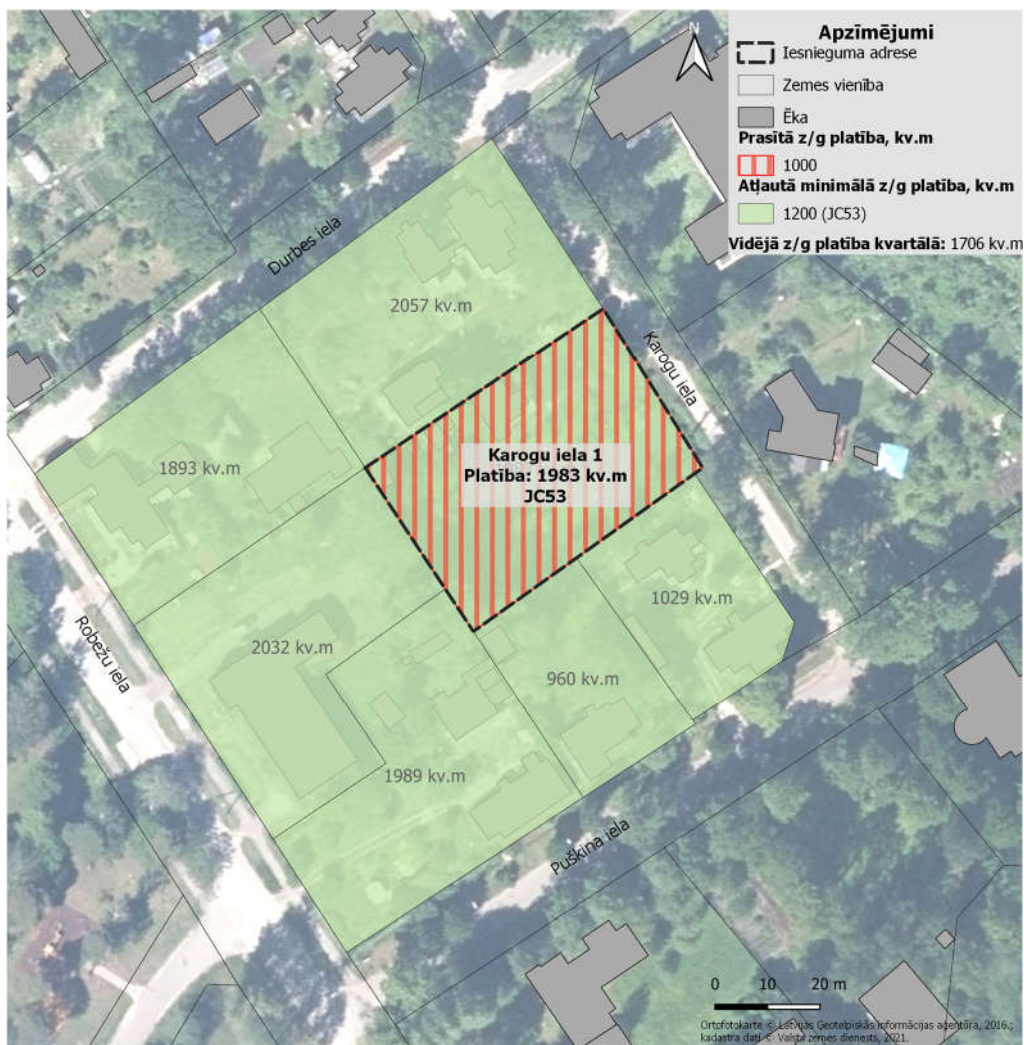 N
Apzīmējumi
Iesnieguma adrese
Zemes vienība
Ēka
Prasītā z/g platība, kv.m
1000
Atļautā minimālā z/g platība, kv.m
1200 (JC53)
Vidējā z/g platība kvartālā: 1706 kv.m
Durbes iela
2057 kv.m
Karogu iela
1893 kv.m
Karogu iela 1
Platība: 1983 kv.m
JC53
1029 kv.m
Robežu iela
2032 kv.m
960 kv.m
1989 kv.m
Puškina iela
0 10 20 m
Ortofotokarte © Latvijas Ģeotelpiskās informācijas aģentūra, 2016.;
kadastra dati © Valsts zemes dienests, 2021.